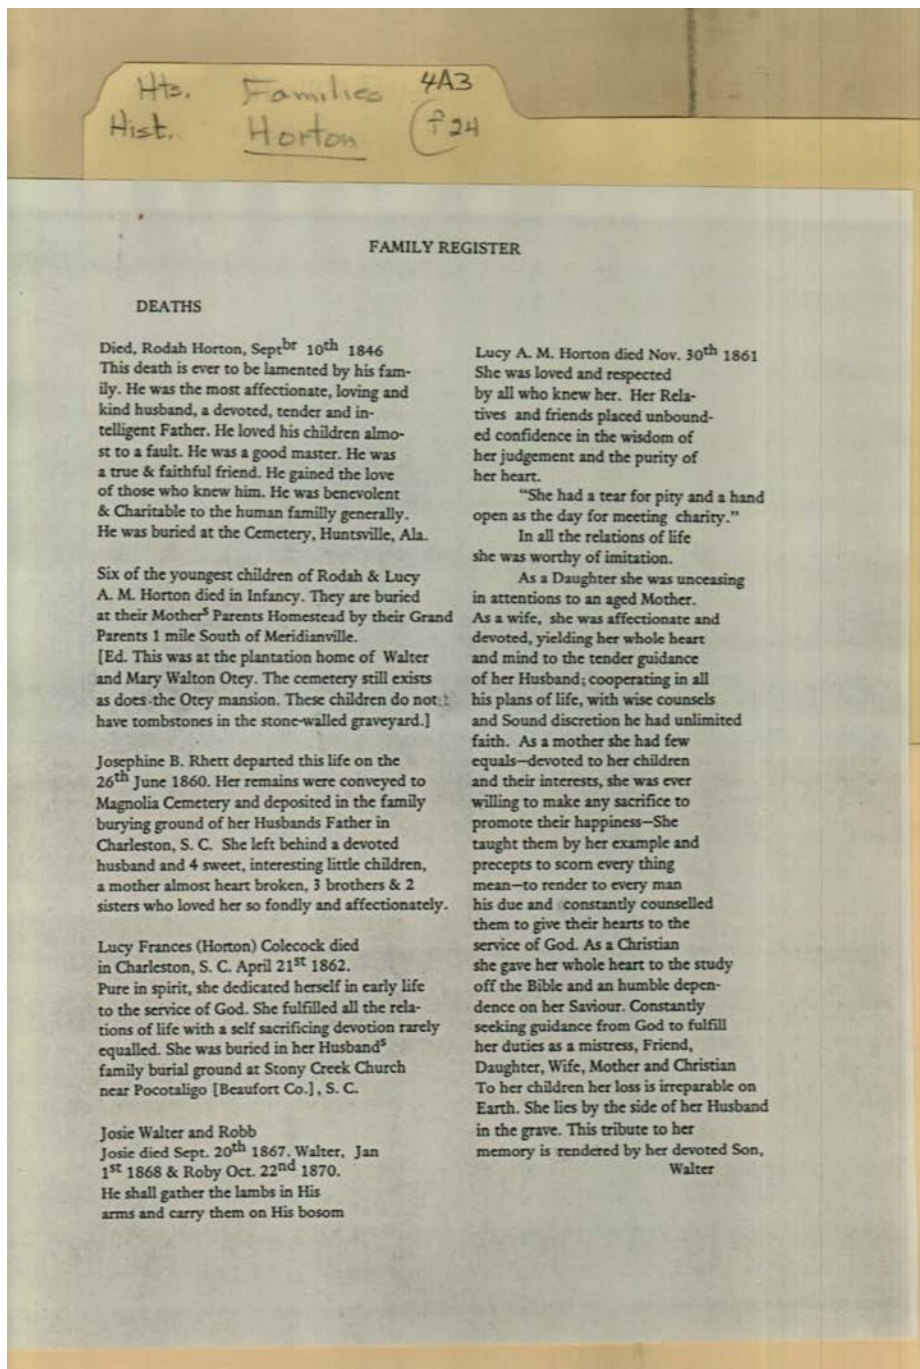 Hts. Families 4A3
Hist. Horton f24
FAMILY REGISTER
DEATHS
Died, Rodah Horton, Septbr 10th 1846
This death is ever to be lamented by his fam-
ily. He was the most affectionate, loving and
kind husband, a devoted, tender and in-
telligent Father. He loved his children almo-
st to a fault. He was a good master. He was
a true & faithful friend. He gained the love
of those who knew him. He was benevolent
& Charitable to the human familly generally.
He was buried at the Cemetery, Huntsville, Ala.
Six of the youngest children of Rodah & Lucy
A. M. Horton died in Infancy. They are buried
at their Mothers Parents Homestead by their Grand
Parents 1 mile South of Meridianville.
[Ed. This was at the plantation home of Walter
and Mary Walton Otey. The cemetery still exists
as does the Otey mansion. These children do not
have tombstones in the stone-walled graveyard.]
Josephine B. Rhett departed this life on the
26th June 1860. Her remains were conveyed to
Magnolia Cemetery and deposited in the family
burying ground of her Husbands Father in
Charleston, S. C. She left behind a devoted
husband and 4 sweet, interesting little children,
a mother almost heart broken, 3 brothers & 2
sisters who loved her so fondly and affectionately.
Lucy Frances (Horton) Colecock died
in Charleston, S. C. April 21st 1862.
Pure in spirit, she dedicated herself in early life
to the service of God. She fulfilled all the rela-
tions of life with a self sacrificing devotion rarely
equalled. She was buried in her Husbands
family burial ground at Stony Creek Church
near Pocotaligo [Beaufort Co.], S. C.
Josie Walter and Robb
Josie died Sept. 20th 1867. Walter, Jan
1st 1868 & Roby Oct. 22nd 1870.
He shall gather the lambs in His
arms and carry them on His bosom
Lucy A. M. Horton died Nov. 30th 1861
She was loved and respected
by all who knew her. Her Rela-
tives and friends placed unbound-
ed confidence in the wisdom of
her judgement and the purity of
her heart.
"She had a tear for pity and a hand
open as the day for meeting charity."
In all the relations of life
she was worthy of imitation.
As a Daughter she was unceasing
in attentions to an aged Mother.
As a wife, she was affectionate and
devoted, yielding her whole heart
and mind to the tender guidance
of her Husband; cooperating in all
his plans of life, with wise counsels
and Sound discretion he had unlimited
faith. As a mother she had few
equals—devoted to her children
and their interests, she was ever
willing to make any sacrifice to
promote their happiness—She
taught them by her example and
precepts to scorn every thing
mean—to render to every man
his due and constantly counselled
them to give their hearts to the
service of God. As a Christian
she gave her whole heart to the study
off the Bible and an humble depen-
dence on her Saviour. Constantly
seeking guidance from God to fulfill
her duties as a mistress, Friend,
Daughter, Wife, Mother and Christian
To her children her loss is irreparable on
Earth. She lies by the side of her Husband
in the grave. This tribute to her
memory is rendered by her devoted Son,
Walter